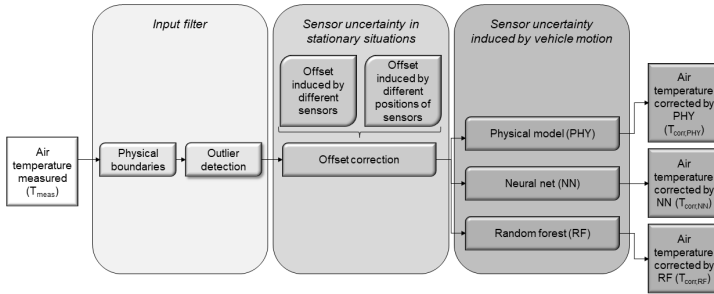 Input filter
Sensor uncertainty in
stationary situations
Sensor uncertainty
induced by vehicle motion
Offset
induced by
different
sensors
Offset
induced by
different
positions of
sensors
Air
temperature
measured
(Tmeas)
Physical
boundaries
Outlier
detection
Offset correction
Physical model (PHY)
Neural net (NN)
Random forest (RF)
Air
temperature
corrected by
PHY
(Tcorr,PHY)
Air
temperature
corrected by
NN (Tcorr,NN)
Air
temperature
corrected by
RF (Tcorr,RF)